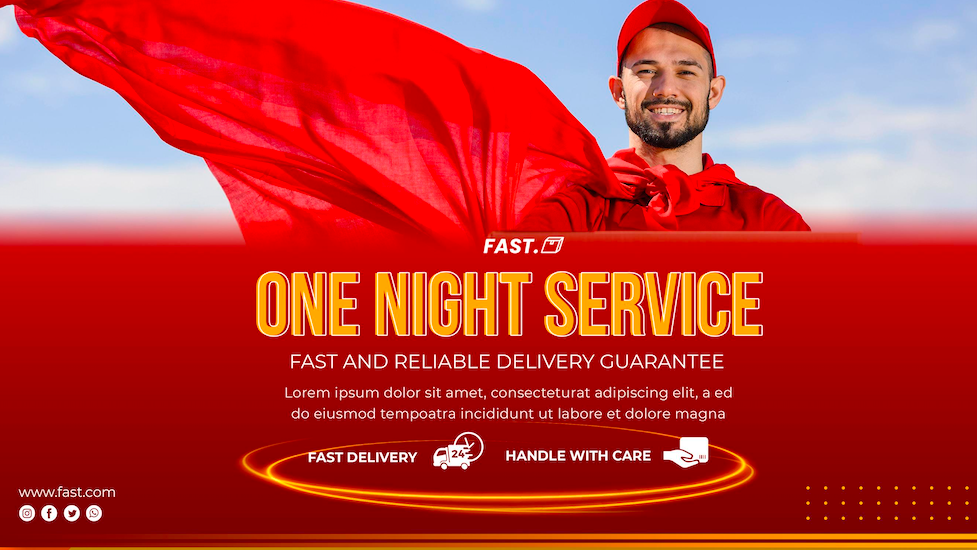 FAST.
ONE NIGHT SERVICE
FAST AND RELIABLE DELIVERY GUARANTEE
Lorem ipsum dolor sit amet, consecteturat adipiscing elit, a ed
do eiusmod tempoatra incididunt ut labore et dolore magna
FAST DELIVERY 24 HANDLE WITH CARE
www.fast.com